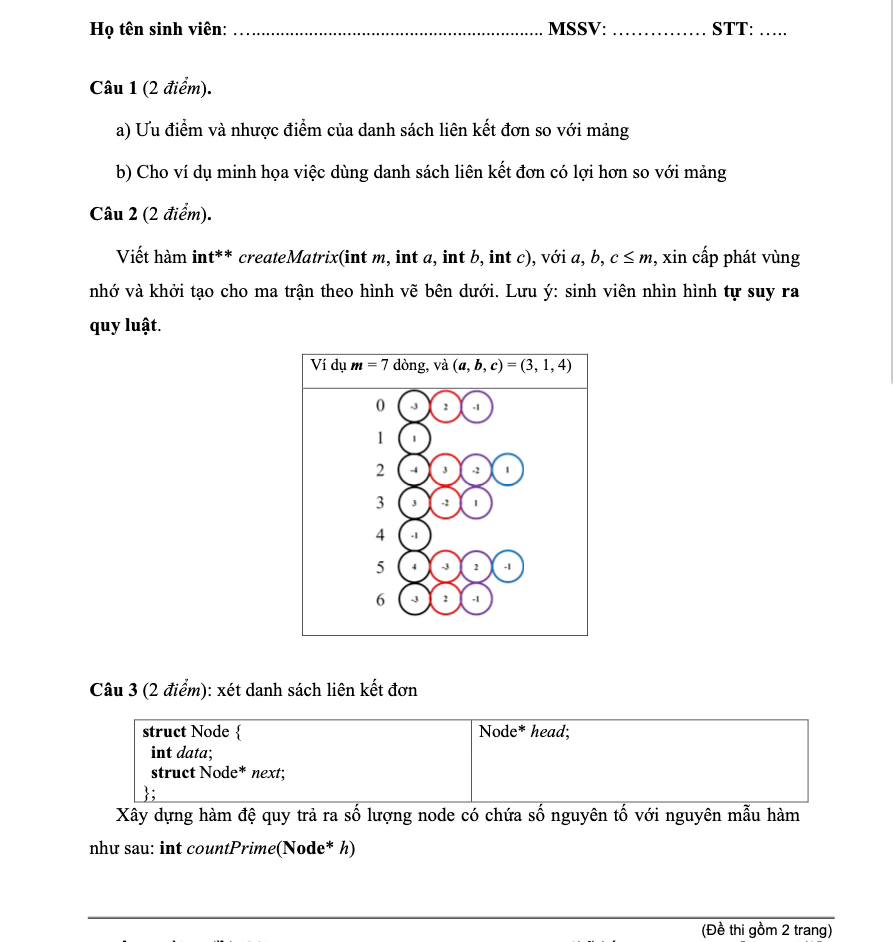 Họ tên sinh viên: ............................................................... MSSV: ................ STT: .....
Câu 1 (2 điểm).
a) Ưu điểm và nhược điểm của danh sách liên kết đơn so với mảng
b) Cho ví dụ minh họa việc dùng danh sách liên kết đơn có lợi hơn so với mảng
Câu 2 (2 điểm).
Viết hàm int** createMatrix(int m, int a, int b, int c), với a, b, c ≤ m, xin cấp phát vùng
nhớ và khởi tạo cho ma trận theo hình vẽ bên dưới. Lưu ý: sinh viên nhìn hình tự suy ra
quy luật.
Ví dụ m = 7 dòng, và (a, b, c) = (3, 1, 4)
0 -3 2 -1
1 1
2 -4 3 -2 1
3 3 -2 1
4 -1
5 4 -3 2 -1
6 -3 2 -1
Câu 3 (2 điểm): xét danh sách liên kết đơn
struct Node { Node* head;
int data;
struct Node* next;
};
Xây dựng hàm đệ quy trả ra số lượng node có chứa số nguyên tố với nguyên mẫu hàm
như sau: int countPrime(Node* h)
(Đề thi gồm 2 trang)